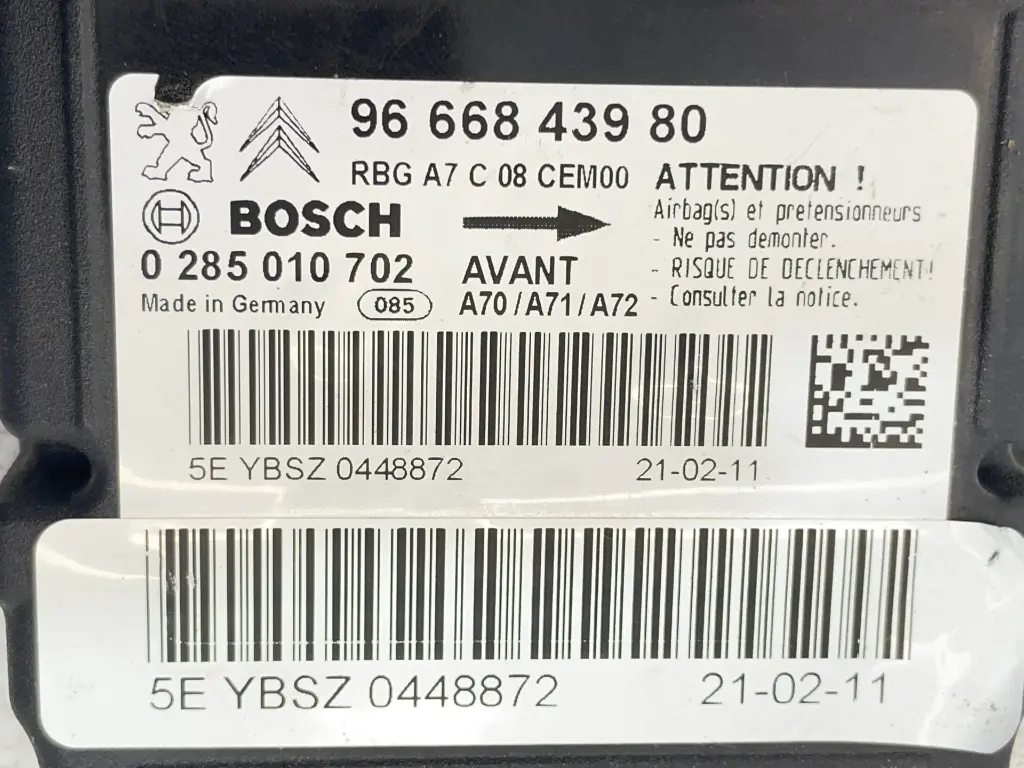 96 668 439 80
RBG A7 C 08 CEM00
ATTENTION !
Airbag(s) et pretensionneurs
- Ne pas demonter.
- RISQUE DE DECLENCHEMENT!
- Consulter la notice.
BOSCH
0 285 010 702
AVANT
Made in Germany 085 A70/A71/A72
5E YBSZ 0448872 21-02-11
5E YBSZ 0448872 21-02-11